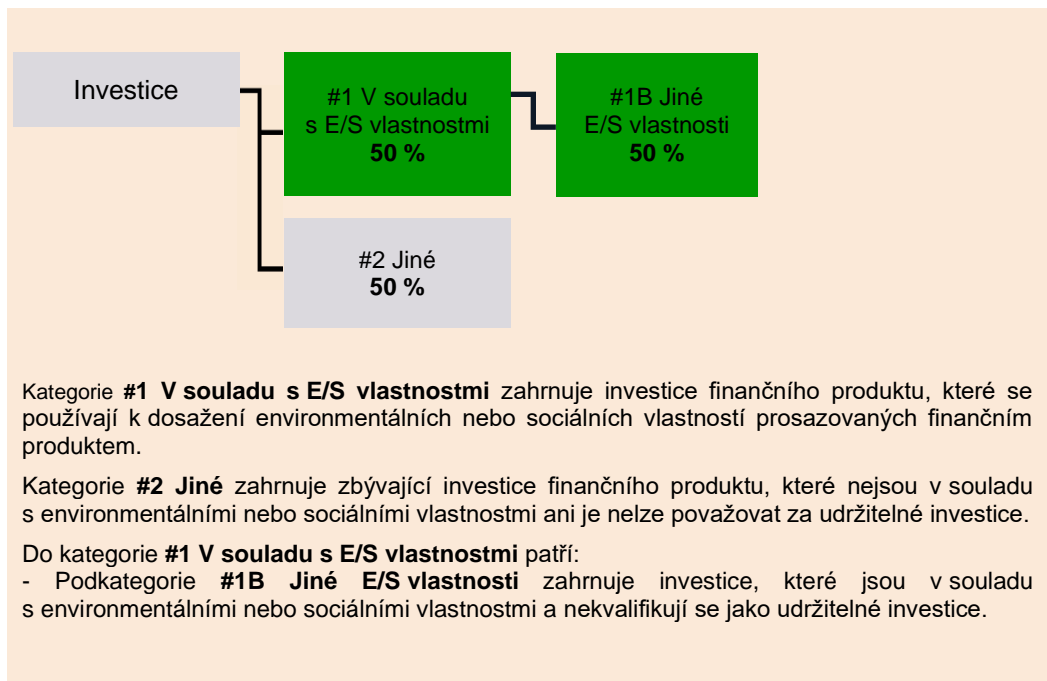 Investice
#1 V souladu
s E/S vlastnostmi
50 %
#1B Jiné
E/S vlastnosti
50 %
#2 Jiné
50 %
Kategorie #1 V souladu s E/S vlastnostmi zahrnuje investice finančního produktu, které se
používají k dosažení environmentálních nebo sociálních vlastností prosazovaných finančním
produktem.
Kategorie #2 Jiné zahrnuje zbývající investice finančního produktu, které nejsou v souladu
s environmentálními nebo sociálními vlastnostmi ani je nelze považovat za udržitelné investice.
Do kategorie #1 V souladu s E/S vlastnostmi patří:
- Podkategorie #1B Jiné E/S vlastnosti zahrnuje investice, které jsou v souladu
s environmentálními nebo sociálními vlastnostmi a nekvalifikují se jako udržitelné investice.